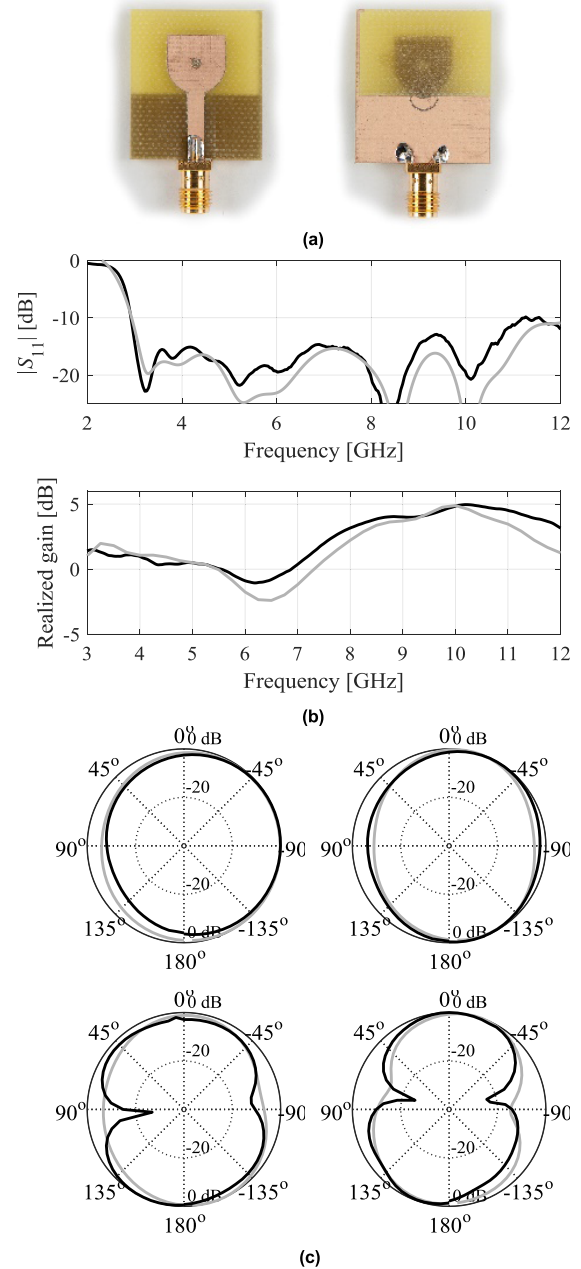 (a)
0
-10
-20
|S11| [dB]
2 4 6 8 10 12
Frequency [GHz]
5
0
-5
Realized gain [dB]
3 4 5 6 7 8 9 10 11 12
Frequency [GHz]
(b)
0o 0 dB 0o 0 dB
45o -45o 45o -45o
-20 -20
90o -90 90o -90
-20 -20
135o 0 dB -135o 135o 0 dB -135o
180o 180o
0o 0 dB 0o 0 dB
45o -45o 45o -45o
-20 -20
90o -90 90o -90
-20 -20
135o 0 dB -135o 135o 0 dB -135o
180o 180o
(c)